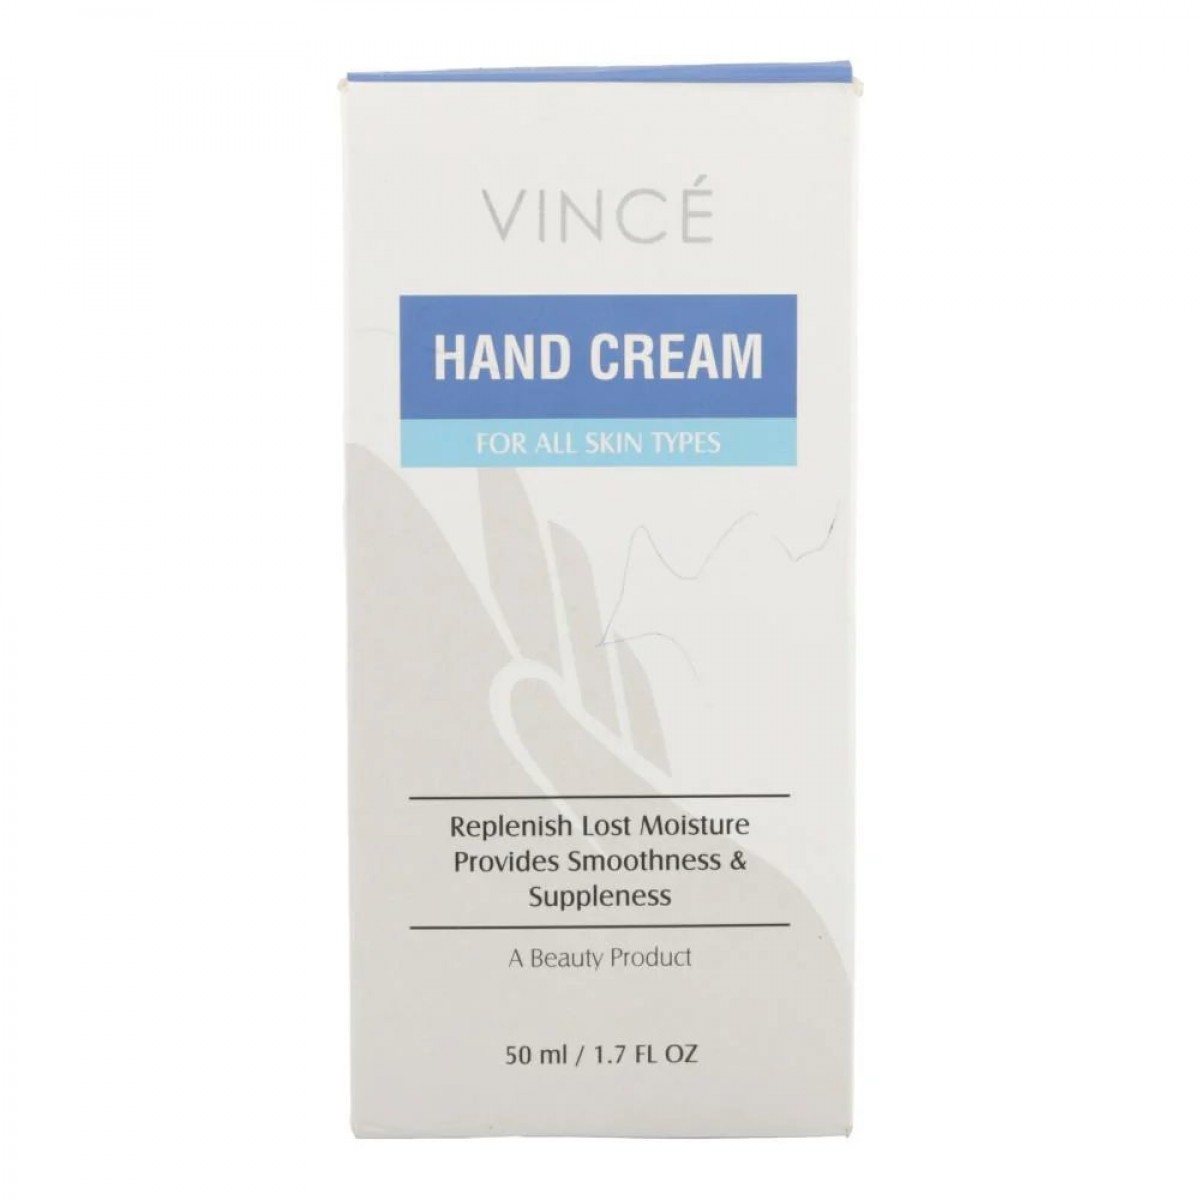 VINCÉ
HAND CREAM
FOR ALL SKIN TYPES
Replenish Lost Moisture
Provides Smoothness &
Suppleness
A Beauty Product
50 ml / 1.7 FL OZ